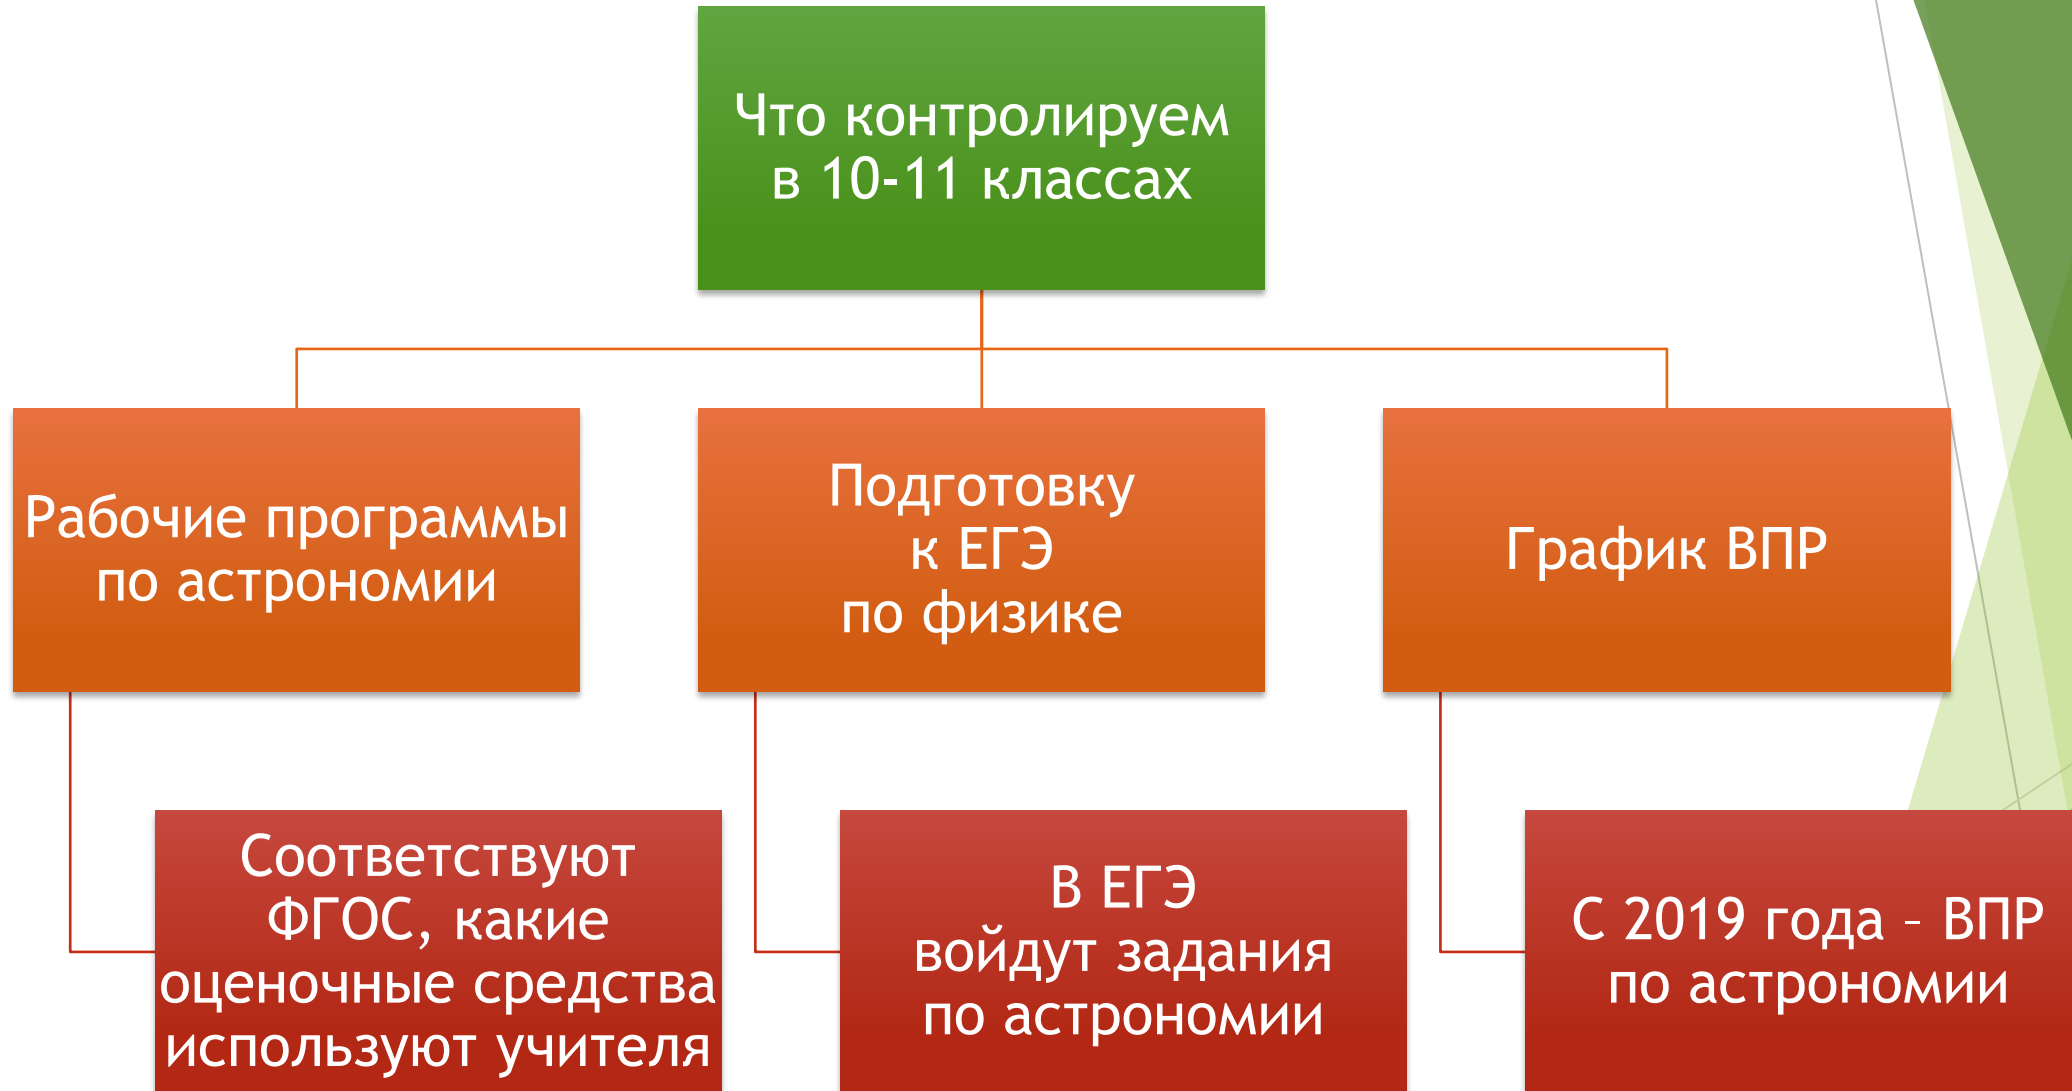 Что контролируем
в 10-11 классах
Рабочие программы
по астрономии
Подготовку
к ЕГЭ
по физике
График ВПР
Соответствуют
ФГОС, какие
оценочные средства
используют учителя
В ЕГЭ
войдут задания
по астрономии
С 2019 года – ВПР
по астрономии